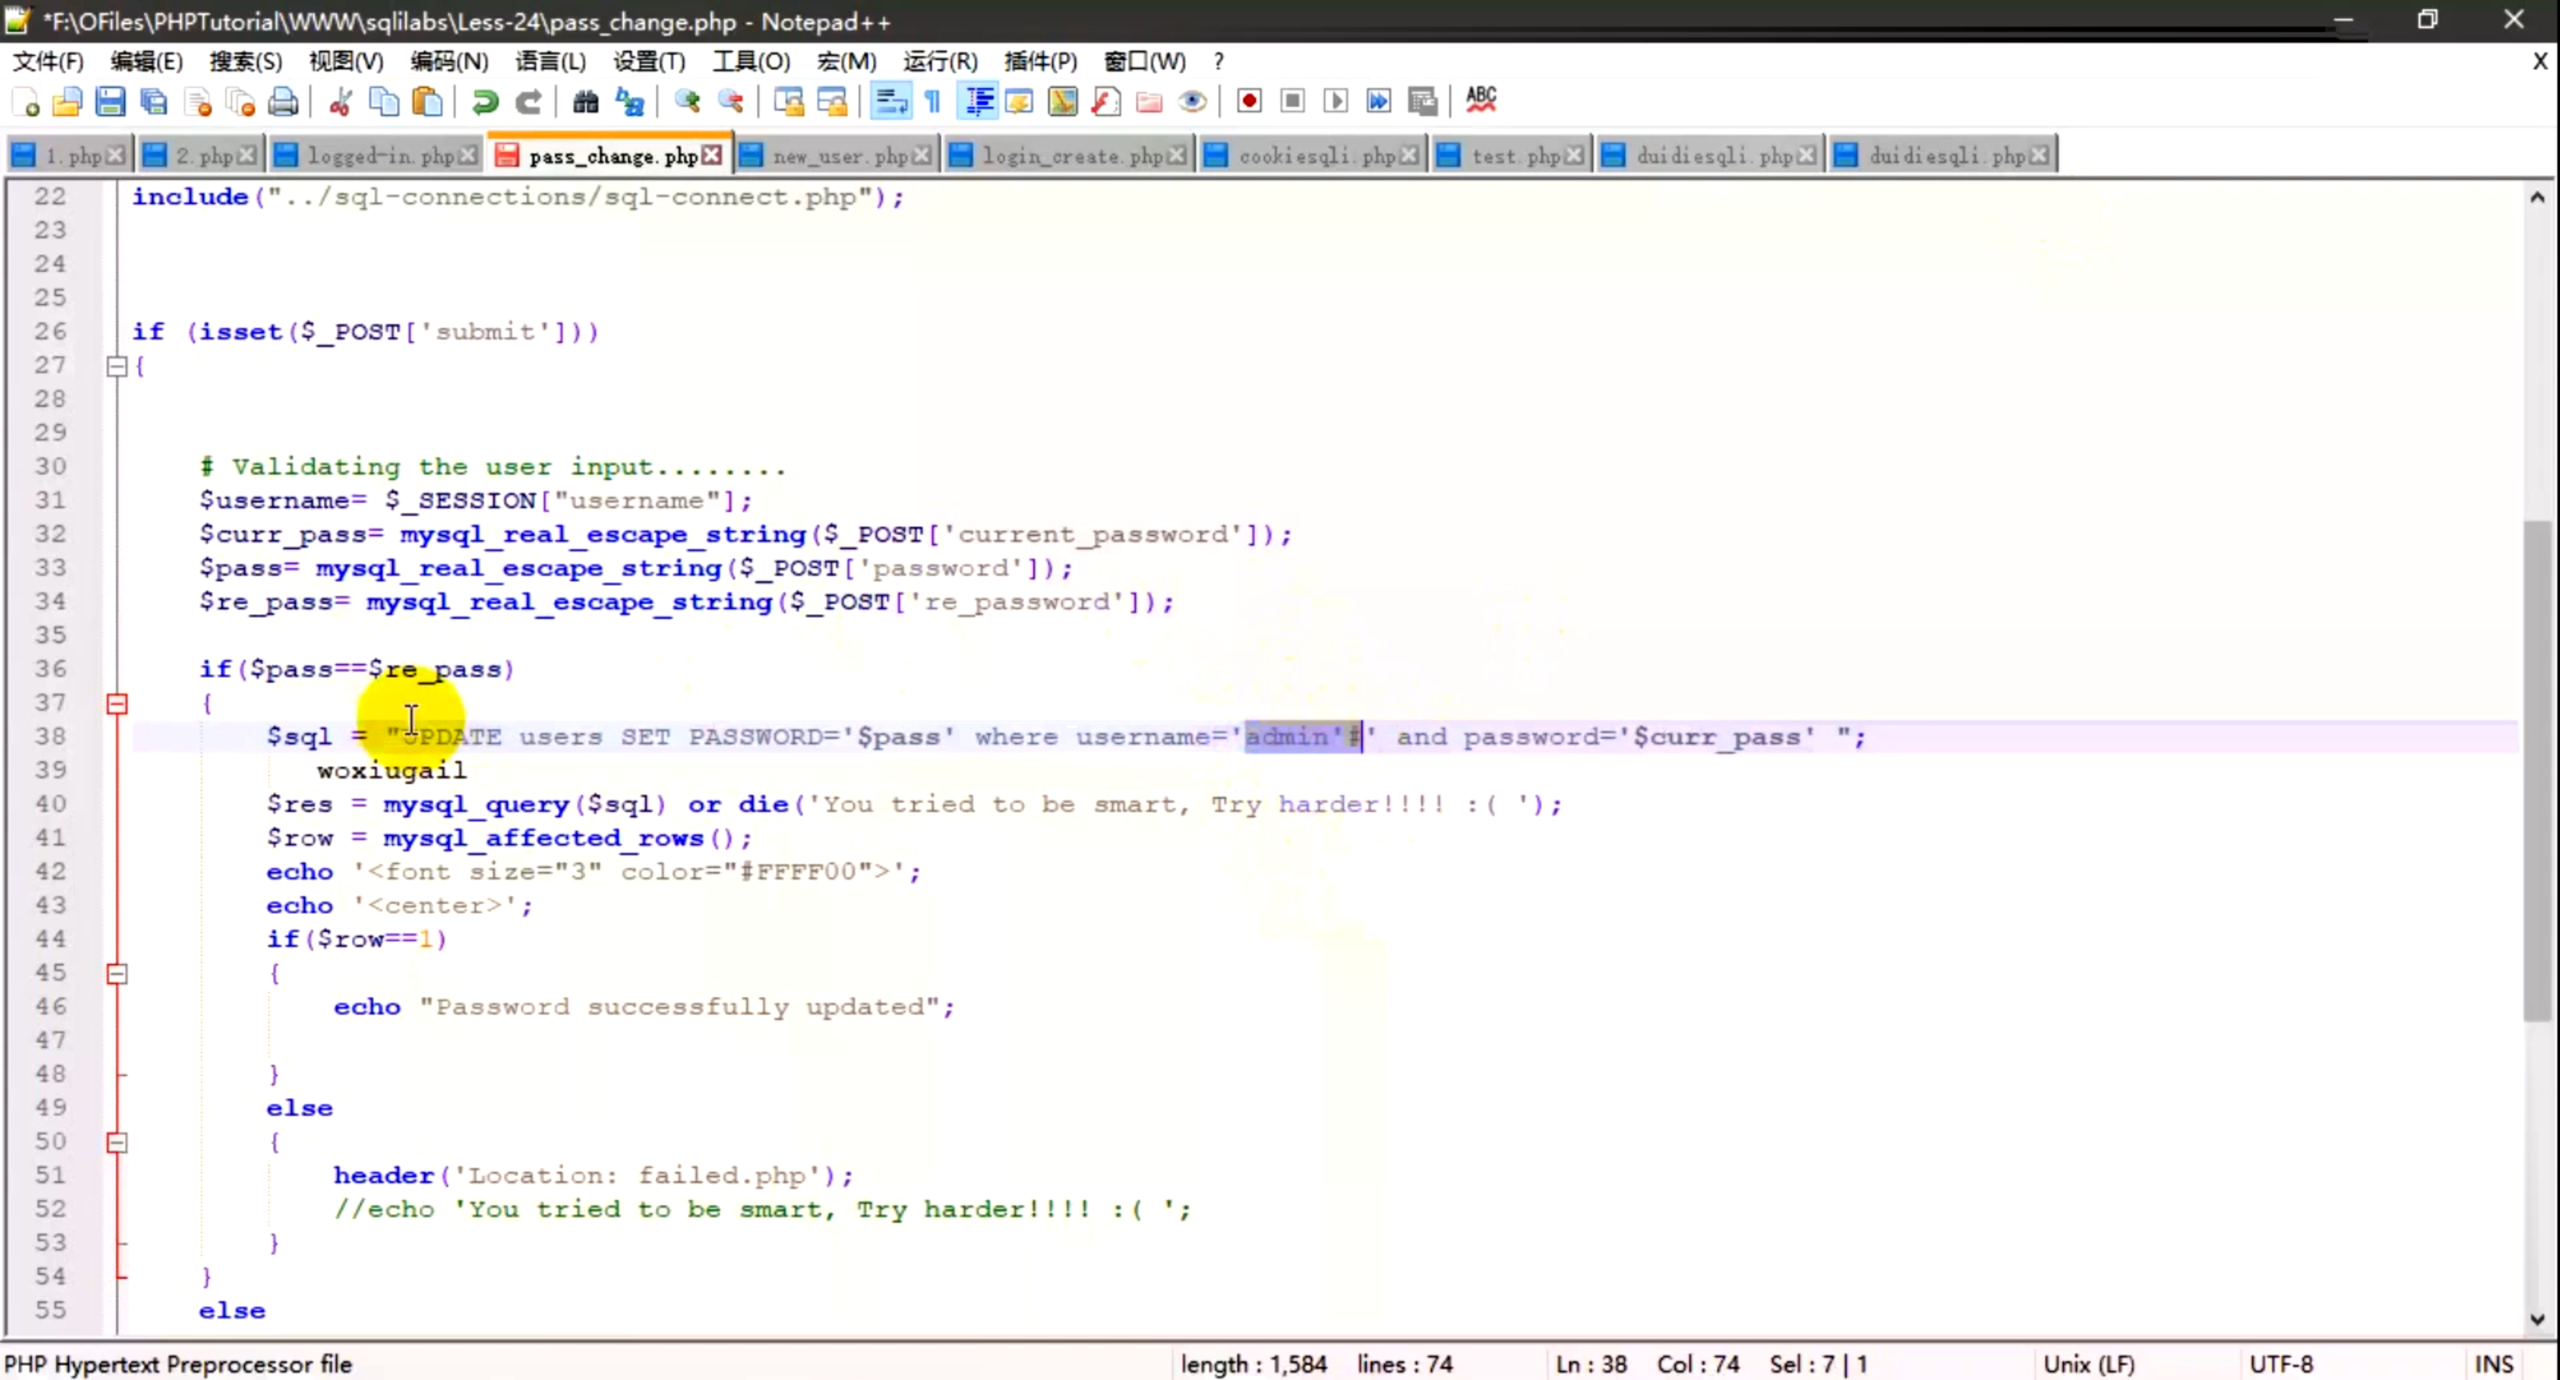 *F:\OFiles\PHPTutorial\WWW\sqlilabs\Less-24\pass_change.php - Notepad++
文件(F) 编辑(E) 搜索(S) 视图(V) 编码(N) 语言(L) 设置(T) 工具(O) 宏(M) 运行(R) 插件(P) 窗口(W) ? X
ABC
1.php 2.php logged-in.php pass_change.php new_user.php login_create.php cookiesqli.php test.php duidiesqli.php duidiesqli.php
22 include("../sql-connections/sql-connect.php");
23
24
25
26 if (isset($_POST['submit']))
27 {
28
29
30 # Validating the user input........
31 $username= $_SESSION["username"];
32 $curr_pass= mysql_real_escape_string($_POST['current_password']);
33 $pass= mysql_real_escape_string($_POST['password']);
34 $re_pass= mysql_real_escape_string($_POST['re_password']);
35
36 if($pass==$re_pass)
37 {
38 $sql = "UPDATE users SET PASSWORD='$pass' where username='admin'#' and password='$curr_pass' ";
39 woxiugail
40 $res = mysql_query($sql) or die('You tried to be smart, Try harder!!!! :( ');
41 $row = mysql_affected_rows();
42 echo '<font size="3" color="#FFFF00">';
43 echo '<center>';
44 if($row==1)
45 {
46 echo "Password successfully updated";
47
48 }
49 else
50 {
51 header('Location: failed.php');
52 //echo 'You tried to be smart, Try harder!!!! :( ';
53 }
54 }
55 else
PHP Hypertext Preprocessor file length : 1,584 lines : 74 Ln : 38 Col : 74 Sel : 7 | 1 Unix (LF) UTF-8 INS